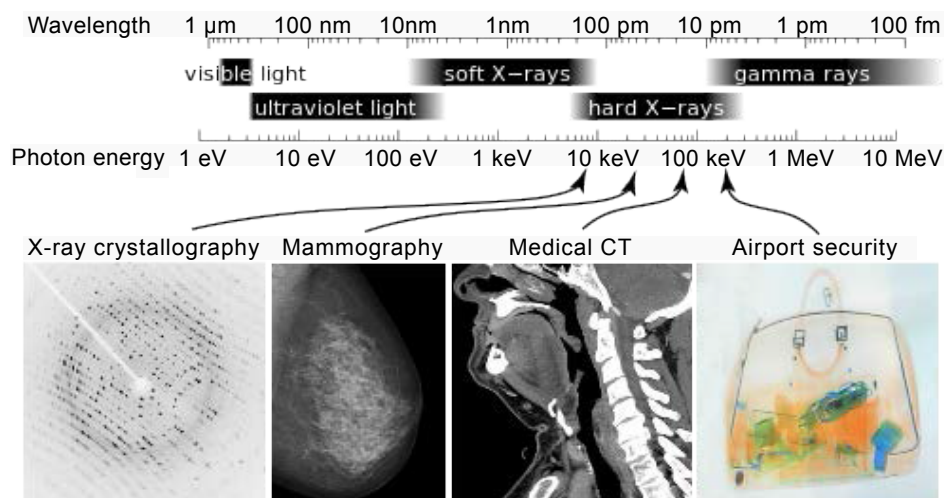 Wavelength 1 μm 100 nm 10nm 1nm 100 pm 10 pm 1 pm 100 fm
visible light soft X−rays gamma rays
ultraviolet light hard X−rays
Photon energy 1 eV 10 eV 100 eV 1 keV 10 keV 100 keV 1 MeV 10 MeV
X-ray crystallography Mammography Medical CT Airport security